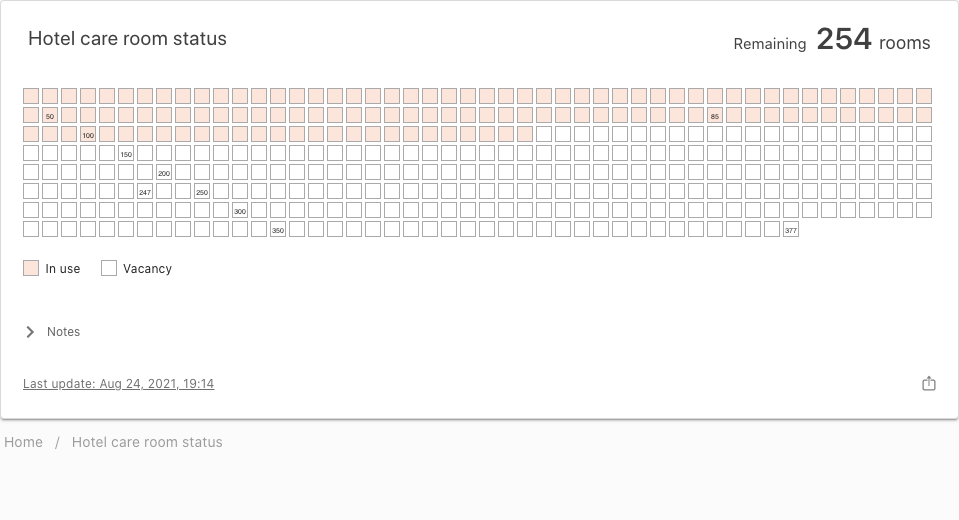 Hotel care room status
Remaining 254 rooms
50 85
100
150
200
247 250
300
350 377
In use Vacancy
Notes
Last update: Aug 24, 2021, 19:14
Home / Hotel care room status